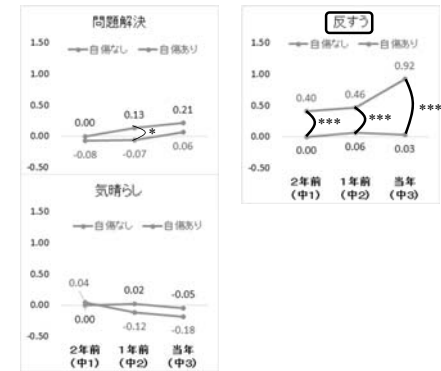 問題解決
1.50
自傷なし 自傷あり
1.00
0.50
0.00 0.13 0.21
0.00
*
-0.08 -0.07 0.06
-0.50
気晴らし
1.50
自傷なし 自傷あり
1.00
0.50
0.04 0.02 -0.05
0.00
0.00 -0.12 -0.18
-0.50
2年前 1年前 当年
(中1) (中2) (中3)
反すう
1.50
自傷なし 自傷あり
0.92
1.00
0.40 0.46
0.50
*** *** ***
0.00
0.00 0.06 0.03
-0.50
2年前 1年前 当年
(中1) (中2) (中3)